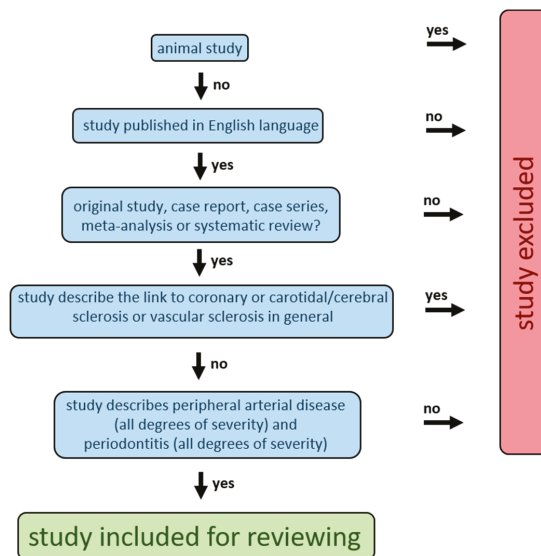 animal study
yes
no
study published in English language
no
yes
original study, case report, case series,
meta-analysis or systematic review?
no
yes
study describe the link to coronary or carotidal/cerebral
sclerosis or vascular sclerosis in general
yes
no
study describes peripheral arterial disease
(all degrees of severity) and
periodontitis (all degrees of severity)
no
yes
study included for reviewing
study excluded